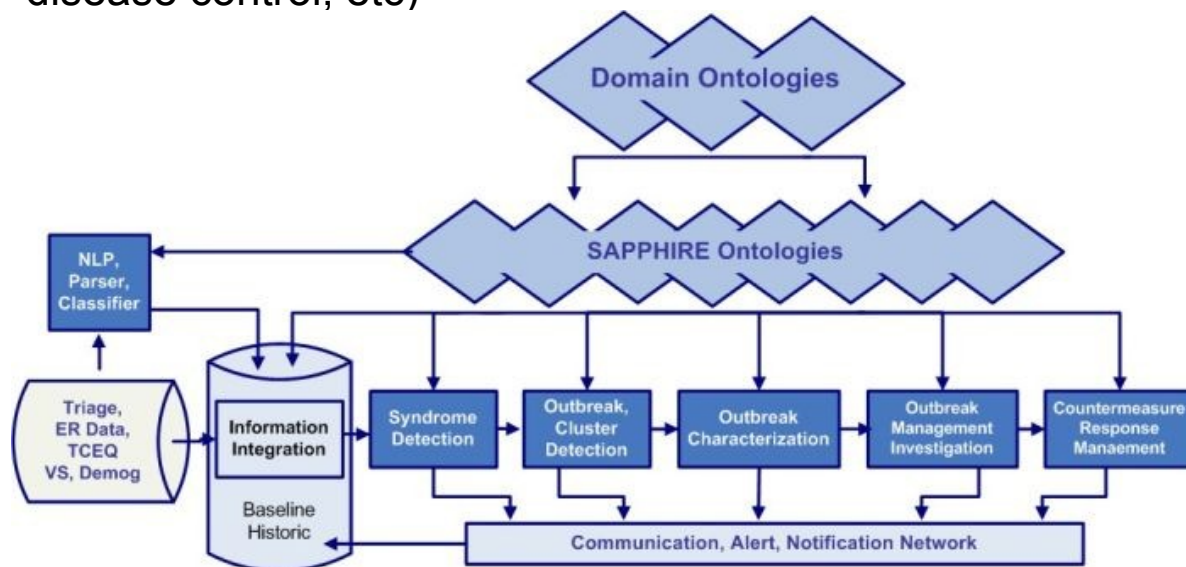 disease control, etc)
Domain Ontologies
SAPPHIRE Ontologies
NLP,
Parser,
Classifier
Triage,
ER Data,
TCEQ
VS, Demog
Information
Integration
Baseline
Historic
Syndrome
Detection
Outbreak,
Cluster
Detection
Outbreak
Characterization
Outbreak
Management
Investigation
Countermeasure
Response
Manaement
Communication, Alert, Notification Network